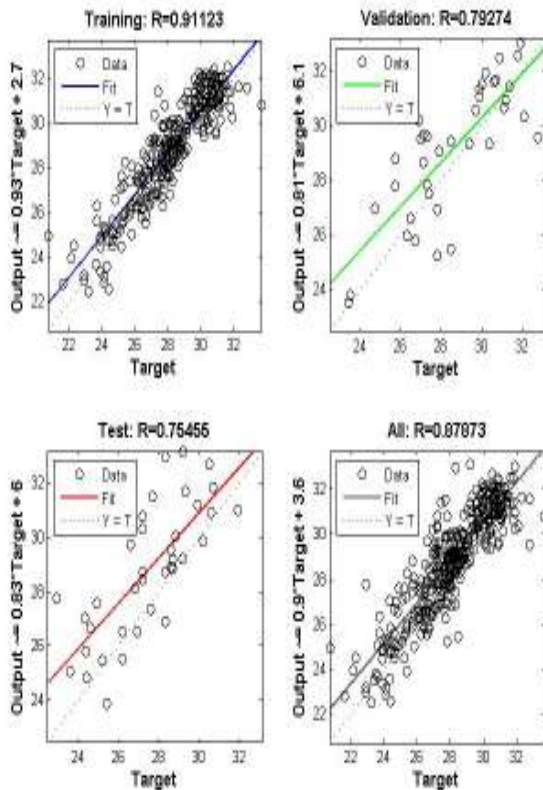 Training: R=0.91123
Output ~= 0.93*Target + 2.7
Data
Fit
Y = T
32
30
28
26
24
22
22 24 26 28 30 32
Target
Validation: R=0.79274
Output ~= 0.81*Target + 6.1
Data
Fit
Y = T
32
30
28
26
24
24 26 28 30 32
Target
Test: R=0.75455
Output ~= 0.83*Target + 6
Data
Fit
Y = T
32
30
28
26
24
24 26 28 30 32
Target
All: R=0.87873
Output ~= 0.9*Target + 3.6
Data
Fit
Y = T
32
30
28
26
24
22
22 24 26 28 30 32
Target